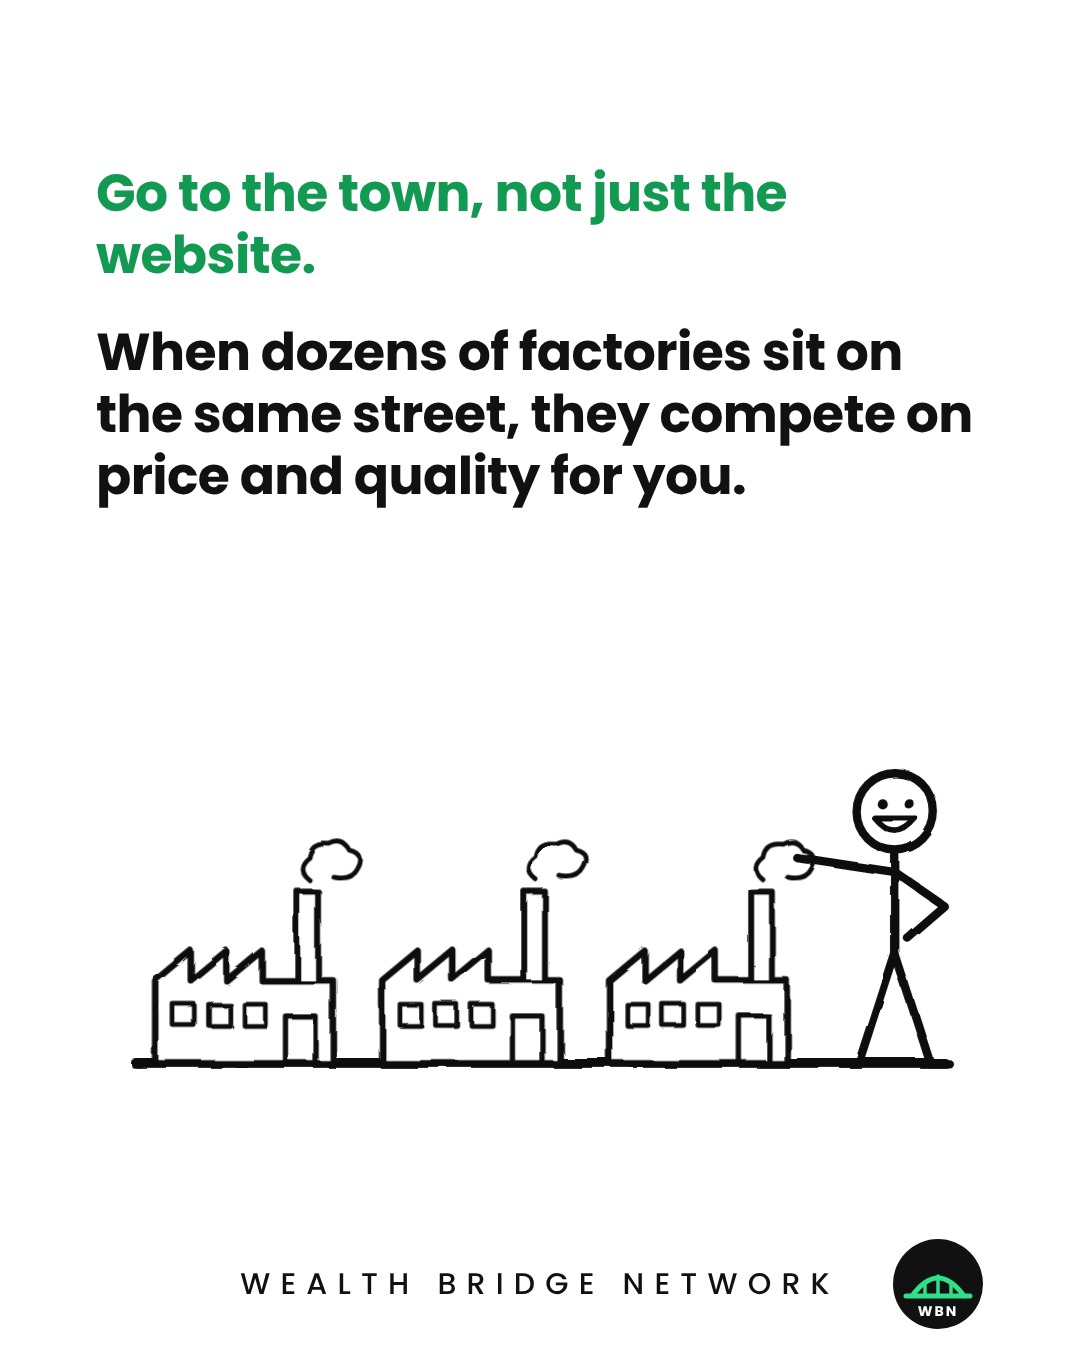 Go to the town, not just the
website.
When dozens of factories sit on
the same street, they compete on
price and quality for you.
WEALTH BRIDGE NETWORK
WBN